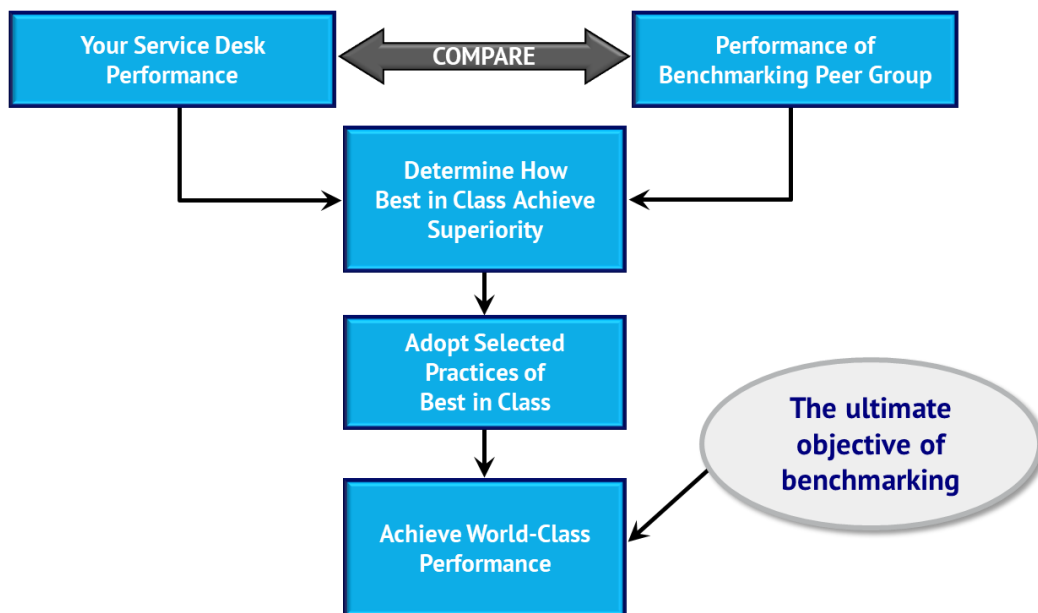 Your Service Desk
Performance
COMPARE
Performance of
Benchmarking Peer Group
Determine How
Best in Class Achieve
Superiority
Adopt Selected
Practices of
Best in Class
The ultimate
objective of
benchmarking
Achieve World-Class
Performance